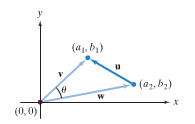 y
(a₁, b₁)
u
v
(a₂, b₂)
θ
w
(0, 0)
x